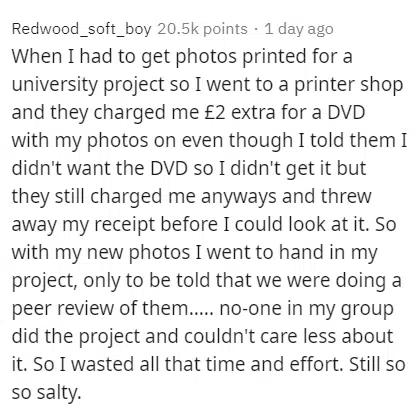 Redwood_soft_boy 20.5k points · 1 day ago
When I had to get photos printed for a
university project so I went to a printer shop
and they charged me £2 extra for a DVD
with my photos on even though I told them I
didn't want the DVD so I didn't get it but
they still charged me anyways and threw
away my receipt before I could look at it. So
with my new photos I went to hand in my
project, only to be told that we were doing a
peer review of them..... no-one in my group
did the project and couldn't care less about
it. So I wasted all that time and effort. Still so
so salty.